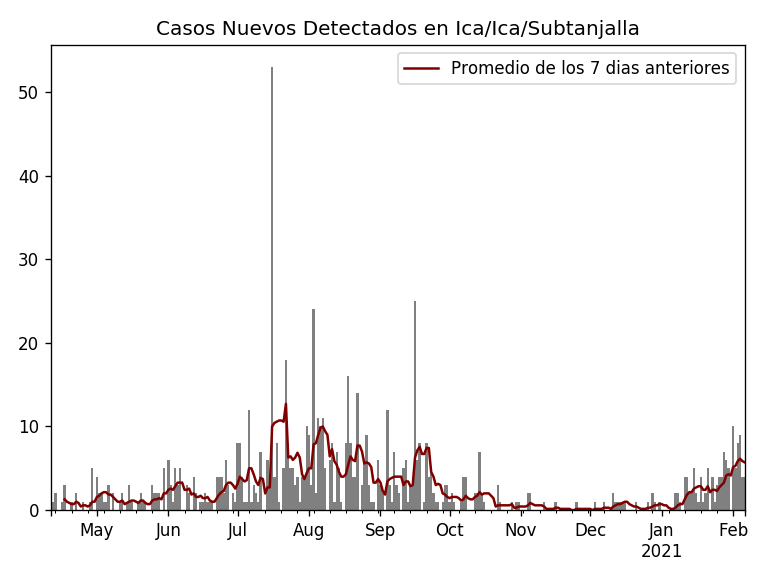 Casos Nuevos Detectados en Ica/Ica/Subtanjalla
Promedio de los 7 dias anteriores
50
40
30
20
10
0
May Jun Jul Aug Sep Oct Nov Dec Jan Feb
2021